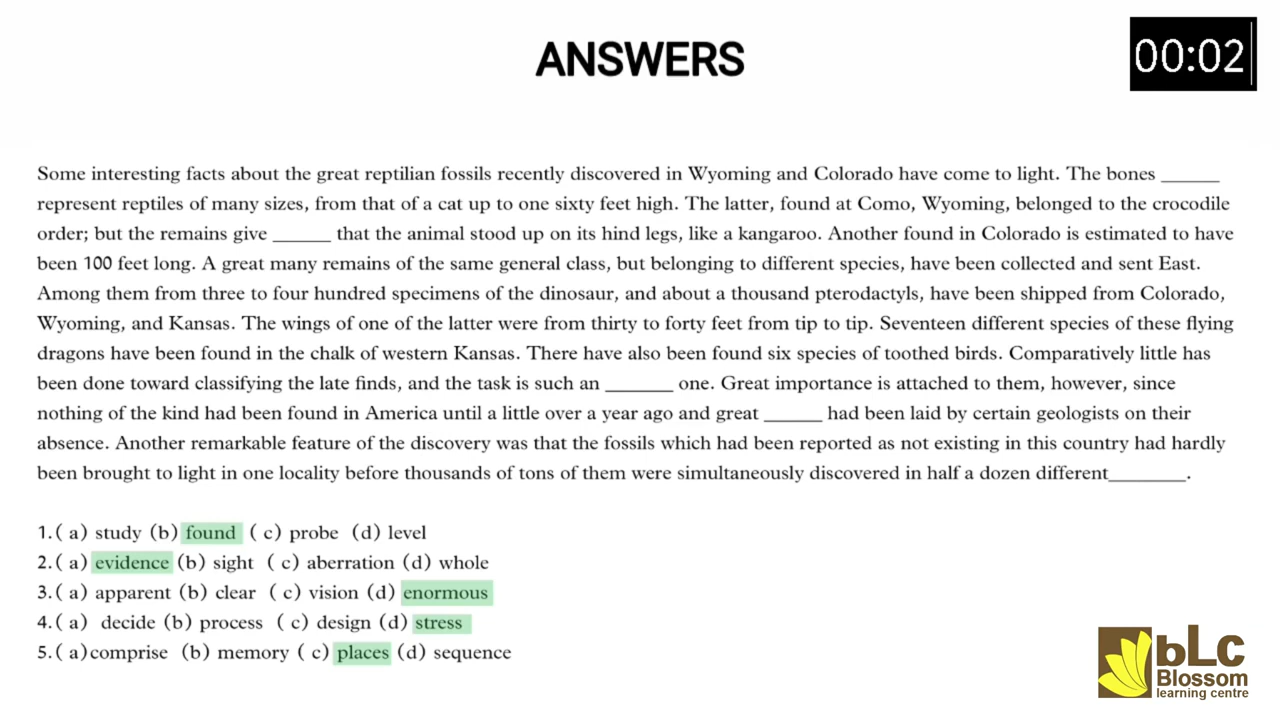 ANSWERS
00:02
Some interesting facts about the great reptilian fossils recently discovered in Wyoming and Colorado have come to light. The bones ______
represent reptiles of many sizes, from that of a cat up to one sixty feet high. The latter, found at Como, Wyoming, belonged to the crocodile
order; but the remains give ______ that the animal stood up on its hind legs, like a kangaroo. Another found in Colorado is estimated to have
been 100 feet long. A great many remains of the same general class, but belonging to different species, have been collected and sent East.
Among them from three to four hundred specimens of the dinosaur, and about a thousand pterodactyls, have been shipped from Colorado,
Wyoming, and Kansas. The wings of one of the latter were from thirty to forty feet from tip to tip. Seventeen different species of these flying
dragons have been found in the chalk of western Kansas. There have also been found six species of toothed birds. Comparatively little has
been done toward classifying the late finds, and the task is such an _______ one. Great importance is attached to them, however, since
nothing of the kind had been found in America until a little over a year ago and great ______ had been laid by certain geologists on their
absence. Another remarkable feature of the discovery was that the fossils which had been reported as not existing in this country had hardly
been brought to light in one locality before thousands of tons of them were simultaneously discovered in half a dozen different________.
1.( a) study (b) found ( c) probe (d) level
2.( a) evidence (b) sight ( c) aberration (d) whole
3.( a) apparent (b) clear ( c) vision (d) enormous
4.( a) decide (b) process ( c) design (d) stress
5.( a)comprise (b) memory ( c) places (d) sequence
bLc
Blossom
learning centre